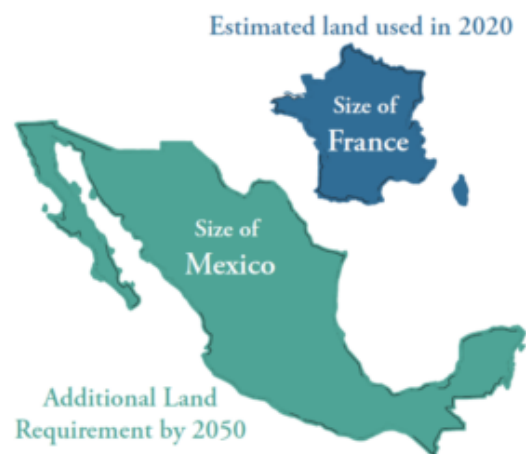 Estimated land used in 2020
Size of
France
Size of
Mexico
Additional Land
Requirement by 2050